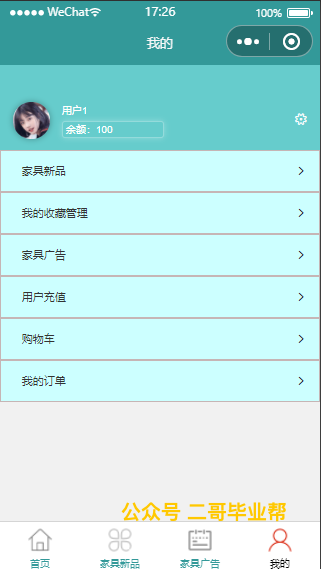 WeChat 17:26 100%
我的
用户1
余额：100
家具新品
我的收藏管理
家具广告
用户充值
购物车
我的订单
公众号 二哥毕业帮
首页 家具新品 家具广告 我的